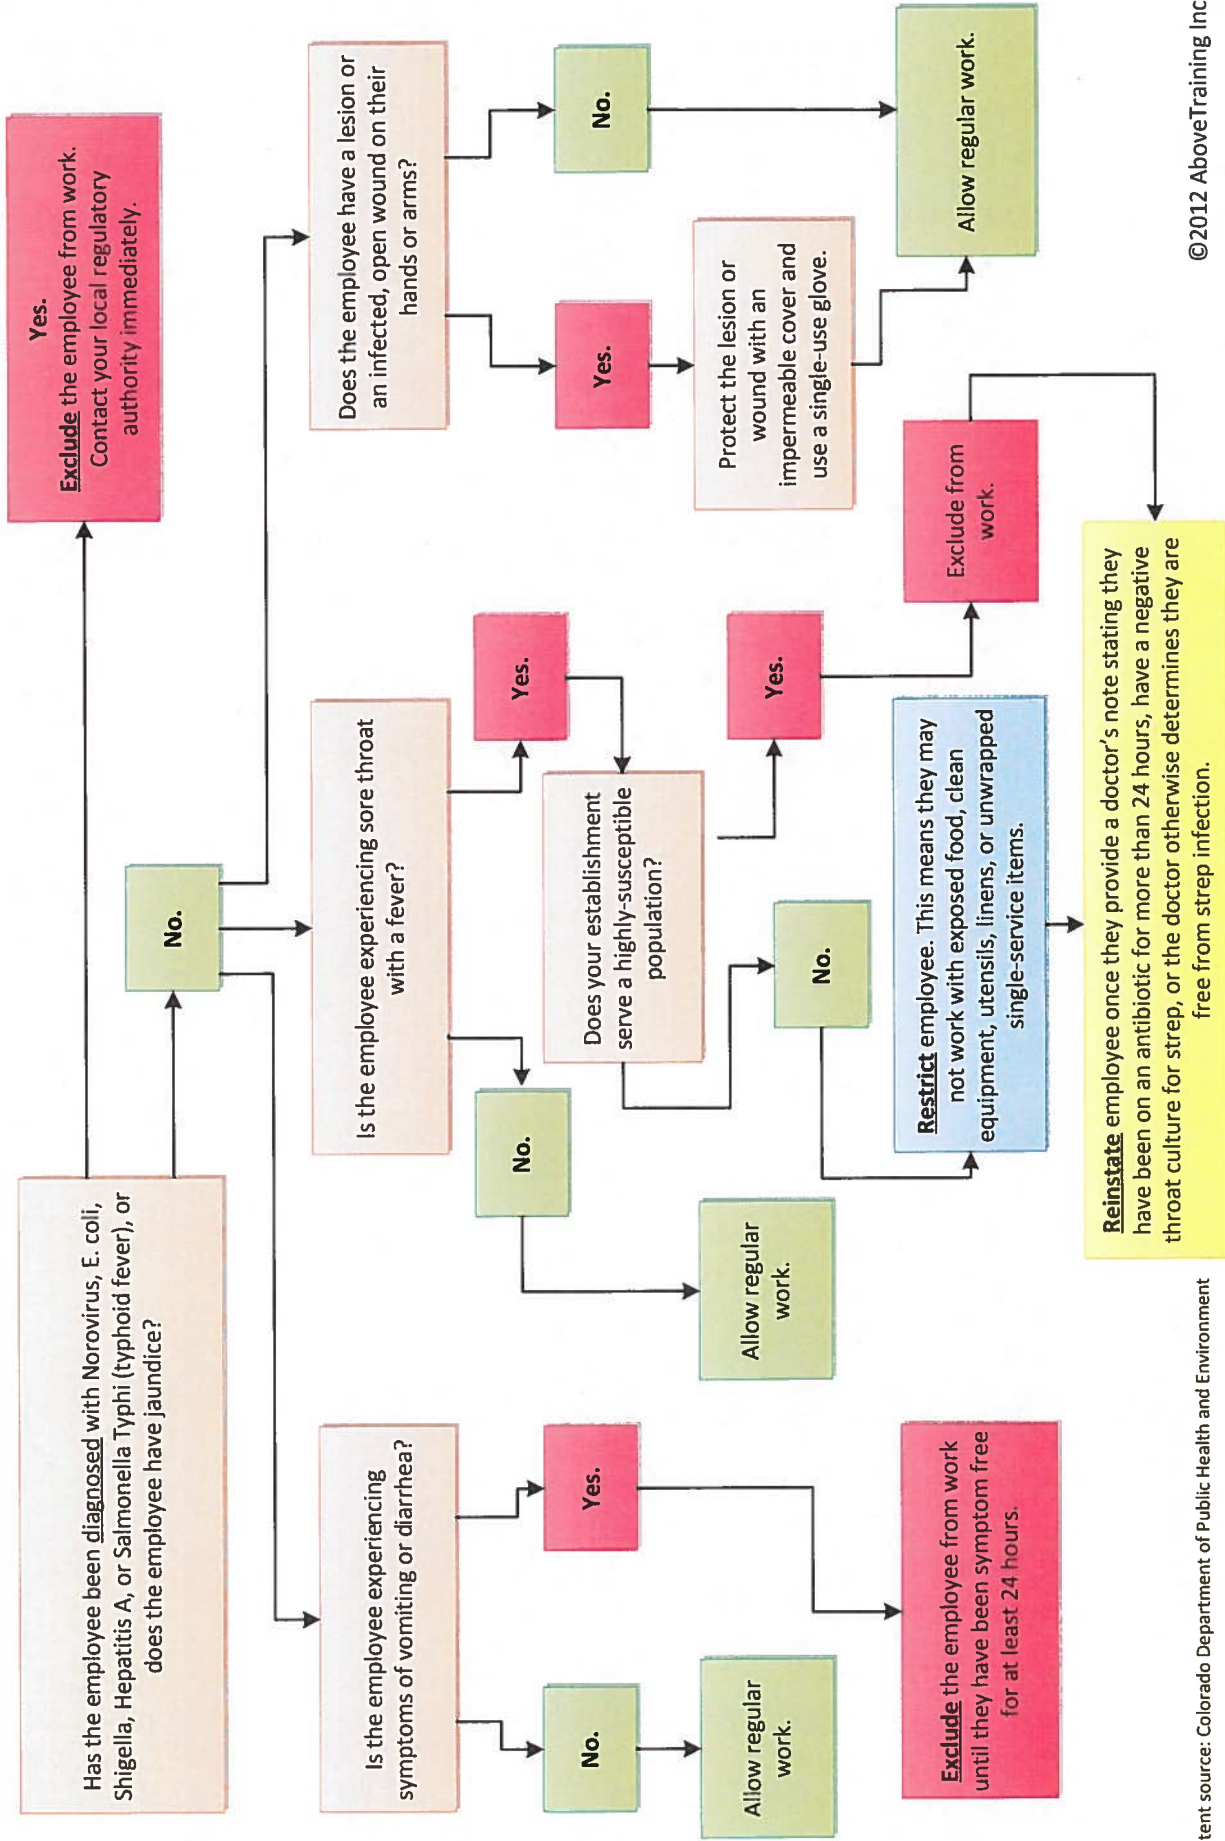 Has the employee been diagnosed with Norovirus, E. coli,
Shigella, Hepatitis A, or Salmonella Typhi (typhoid fever), or
does the employee have jaundice?
Yes.
Exclude the employee from work.
Contact your local regulatory
authority immediately.
No.
Is the employee experiencing
symptoms of vomiting or diarrhea?
No.
Allow regular
work.
Yes.
Exclude the employee from work
until they have been symptom free
for at least 24 hours.
Is the employee experiencing sore throat
with a fever?
No.
Allow regular
work.
Yes.
Does your establishment
serve a highly-susceptible
population?
No.
Restrict employee. This means they may
not work with exposed food, clean
equipment, utensils, linens, or unwrapped
single-service items.
Yes.
Exclude from
work.
Reinstate employee once they provide a doctor's note stating they
have been on an antibiotic for more than 24 hours, have a negative
throat culture for strep, or the doctor otherwise determines they are
free from strep infection.
Does the employee have a lesion or
an infected, open wound on their
hands or arms?
Yes.
Protect the lesion or
wound with an
impermeable cover and
use a single-use glove.
No.
Allow regular work.
tent source: Colorado Department of Public Health and Environment
©2012 AboveTraining Inc